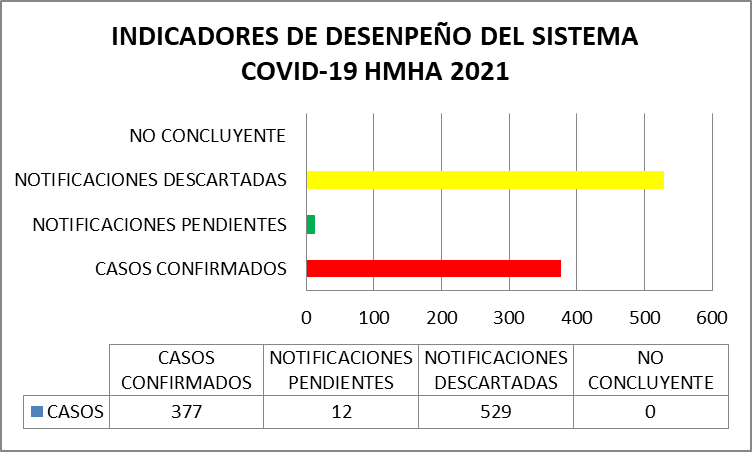 INDICADORES DE DESENPEÑO DEL SISTEMA
COVID-19 HMHA 2021
NO CONCLUYENTE
NOTIFICACIONES DESCARTADAS
NOTIFICACIONES PENDIENTES
CASOS CONFIRMADOS
0 100 200 300 400 500 600
CASOS CONFIRMADOS NOTIFICACIONES PENDIENTES NOTIFICACIONES DESCARTADAS NO CONCLUYENTE
CASOS 377 12 529 0